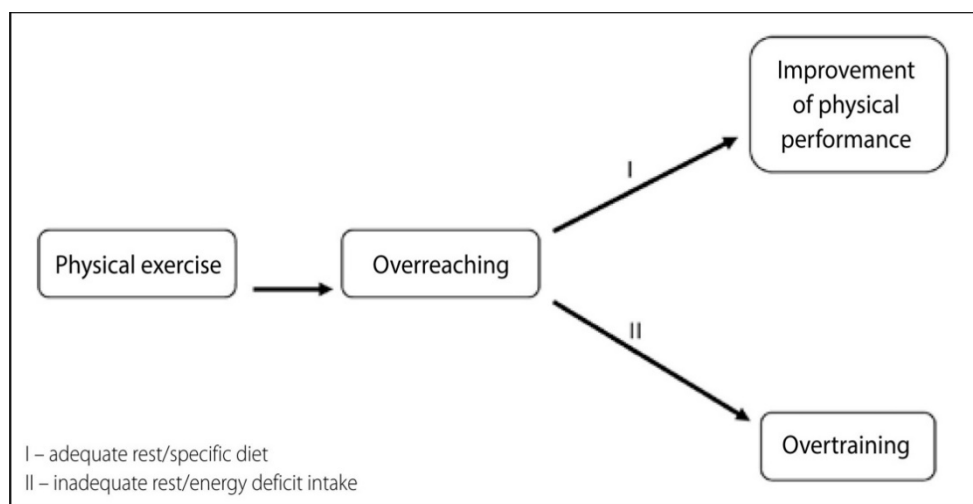 Improvement
of physical
performance
I
Physical exercise
Overreaching
II
Overtraining
I – adequate rest/specific diet
II – inadequate rest/energy deficit intake